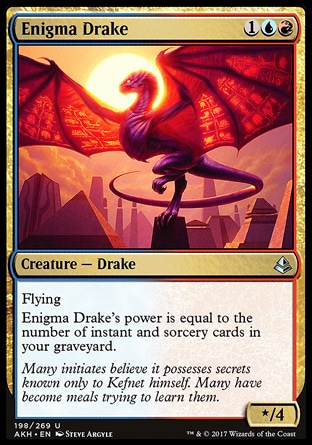 Enigma Drake 1
Creature — Drake
Flying
Enigma Drake's power is equal to the
number of instant and sorcery cards in
your graveyard.
Many initiates believe it possesses secrets
known only to Kefnet himself. Many have
become meals trying to learn them.
*/4
198/269 U
AKH • EN Steve Argyle
™ & © 2017 Wizards of the Coast